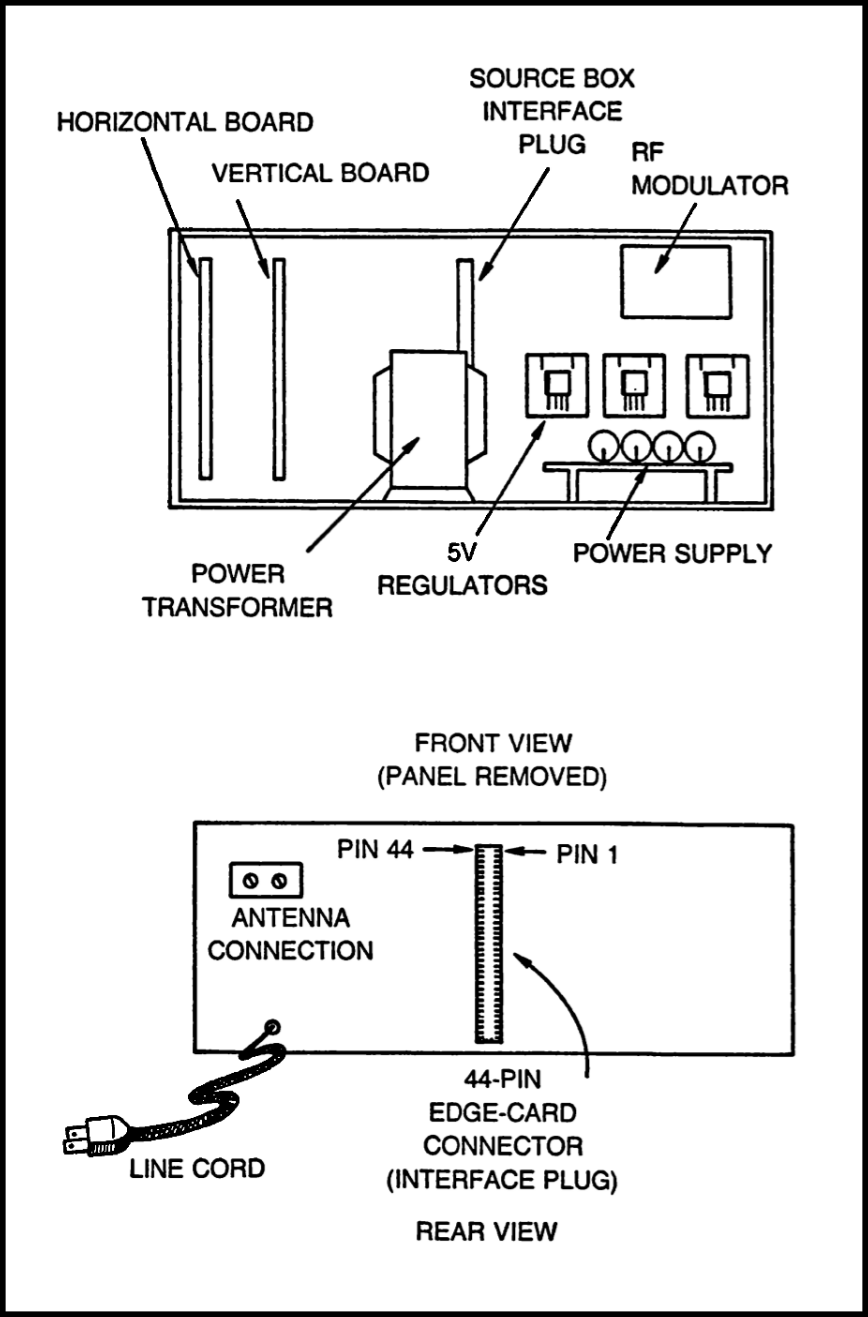 SOURCE BOX
INTERFACE
PLUG
HORIZONTAL BOARD
VERTICAL BOARD
RF
MODULATOR
5V
REGULATORS
POWER SUPPLY
POWER
TRANSFORMER
FRONT VIEW
(PANEL REMOVED)
PIN 44
PIN 1
ANTENNA
CONNECTION
44-PIN
EDGE-CARD
CONNECTOR
(INTERFACE PLUG)
LINE CORD
REAR VIEW